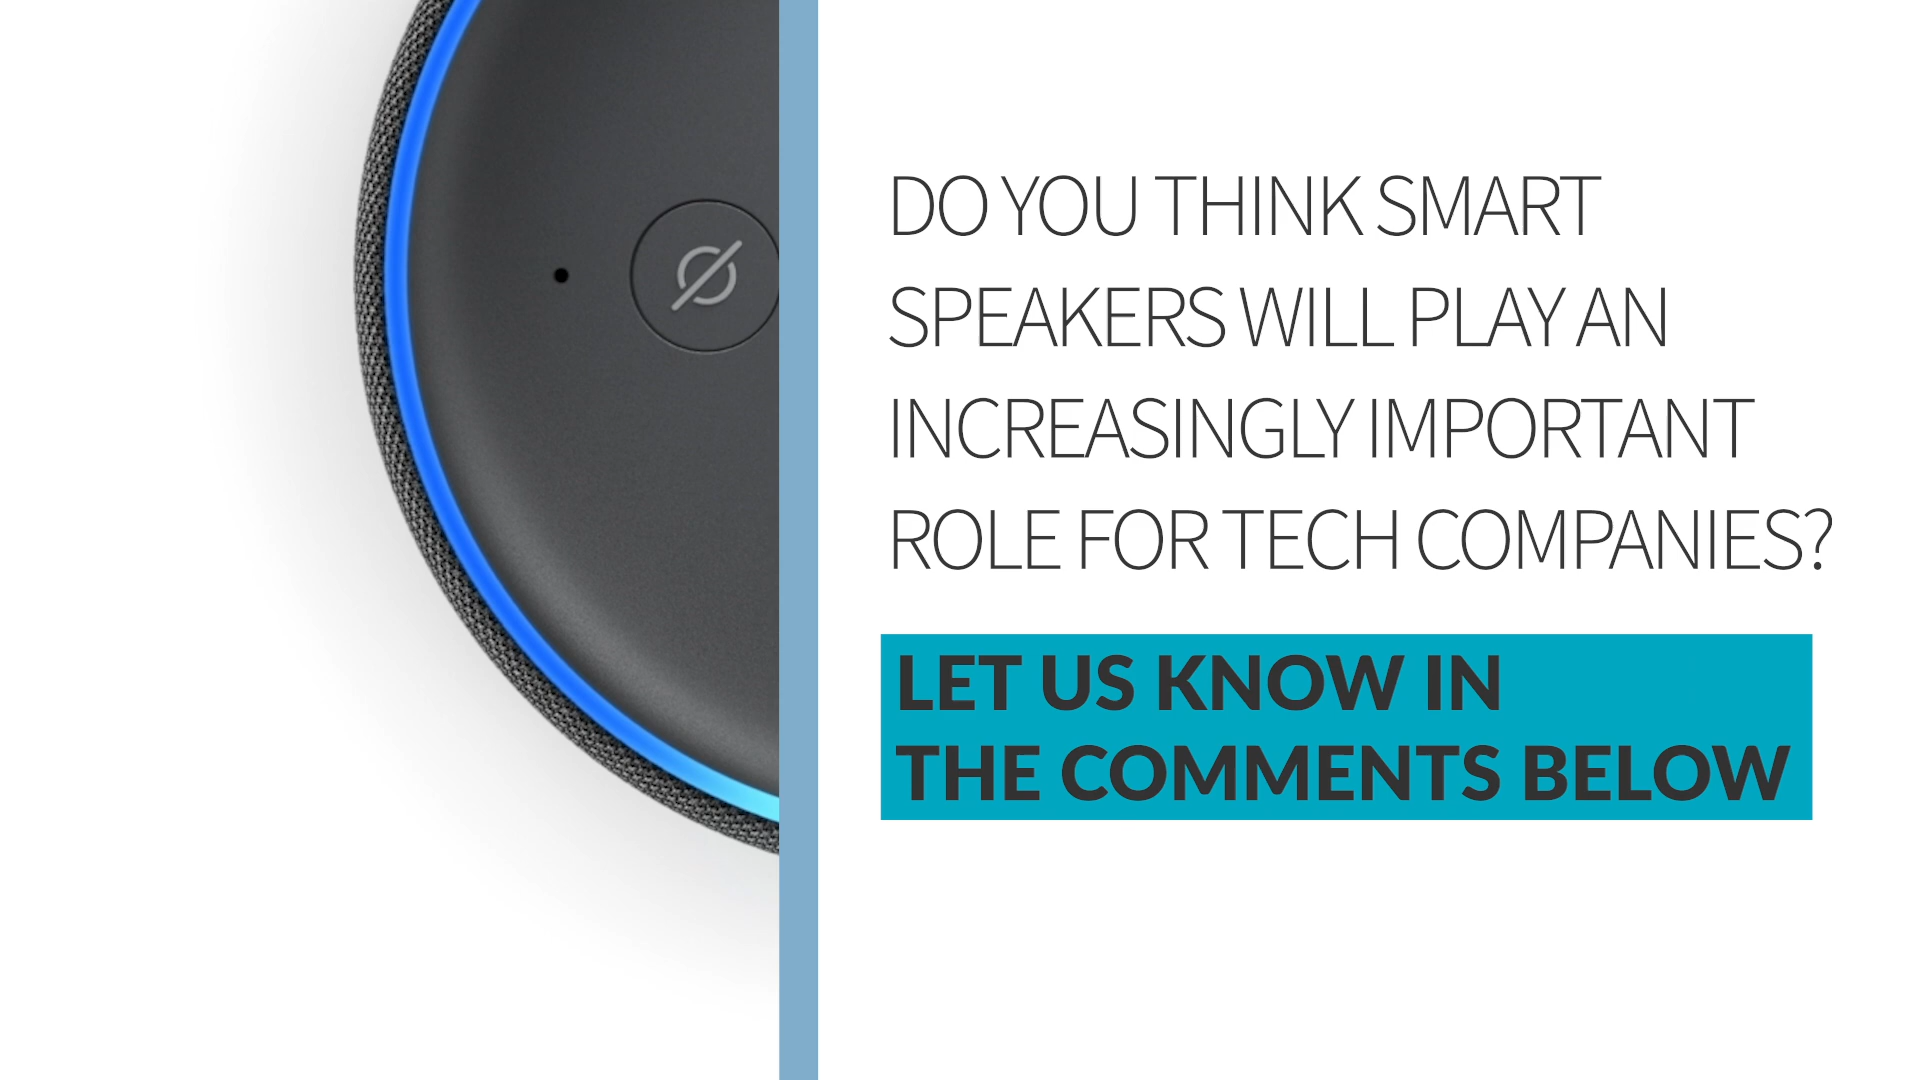 DO YOU THINK SMART
SPEAKERS WILL PLAY AN
INCREASINGLY IMPORTANT
ROLE FOR TECH COMPANIES?
LET US KNOW IN
THE COMMENTS BELOW